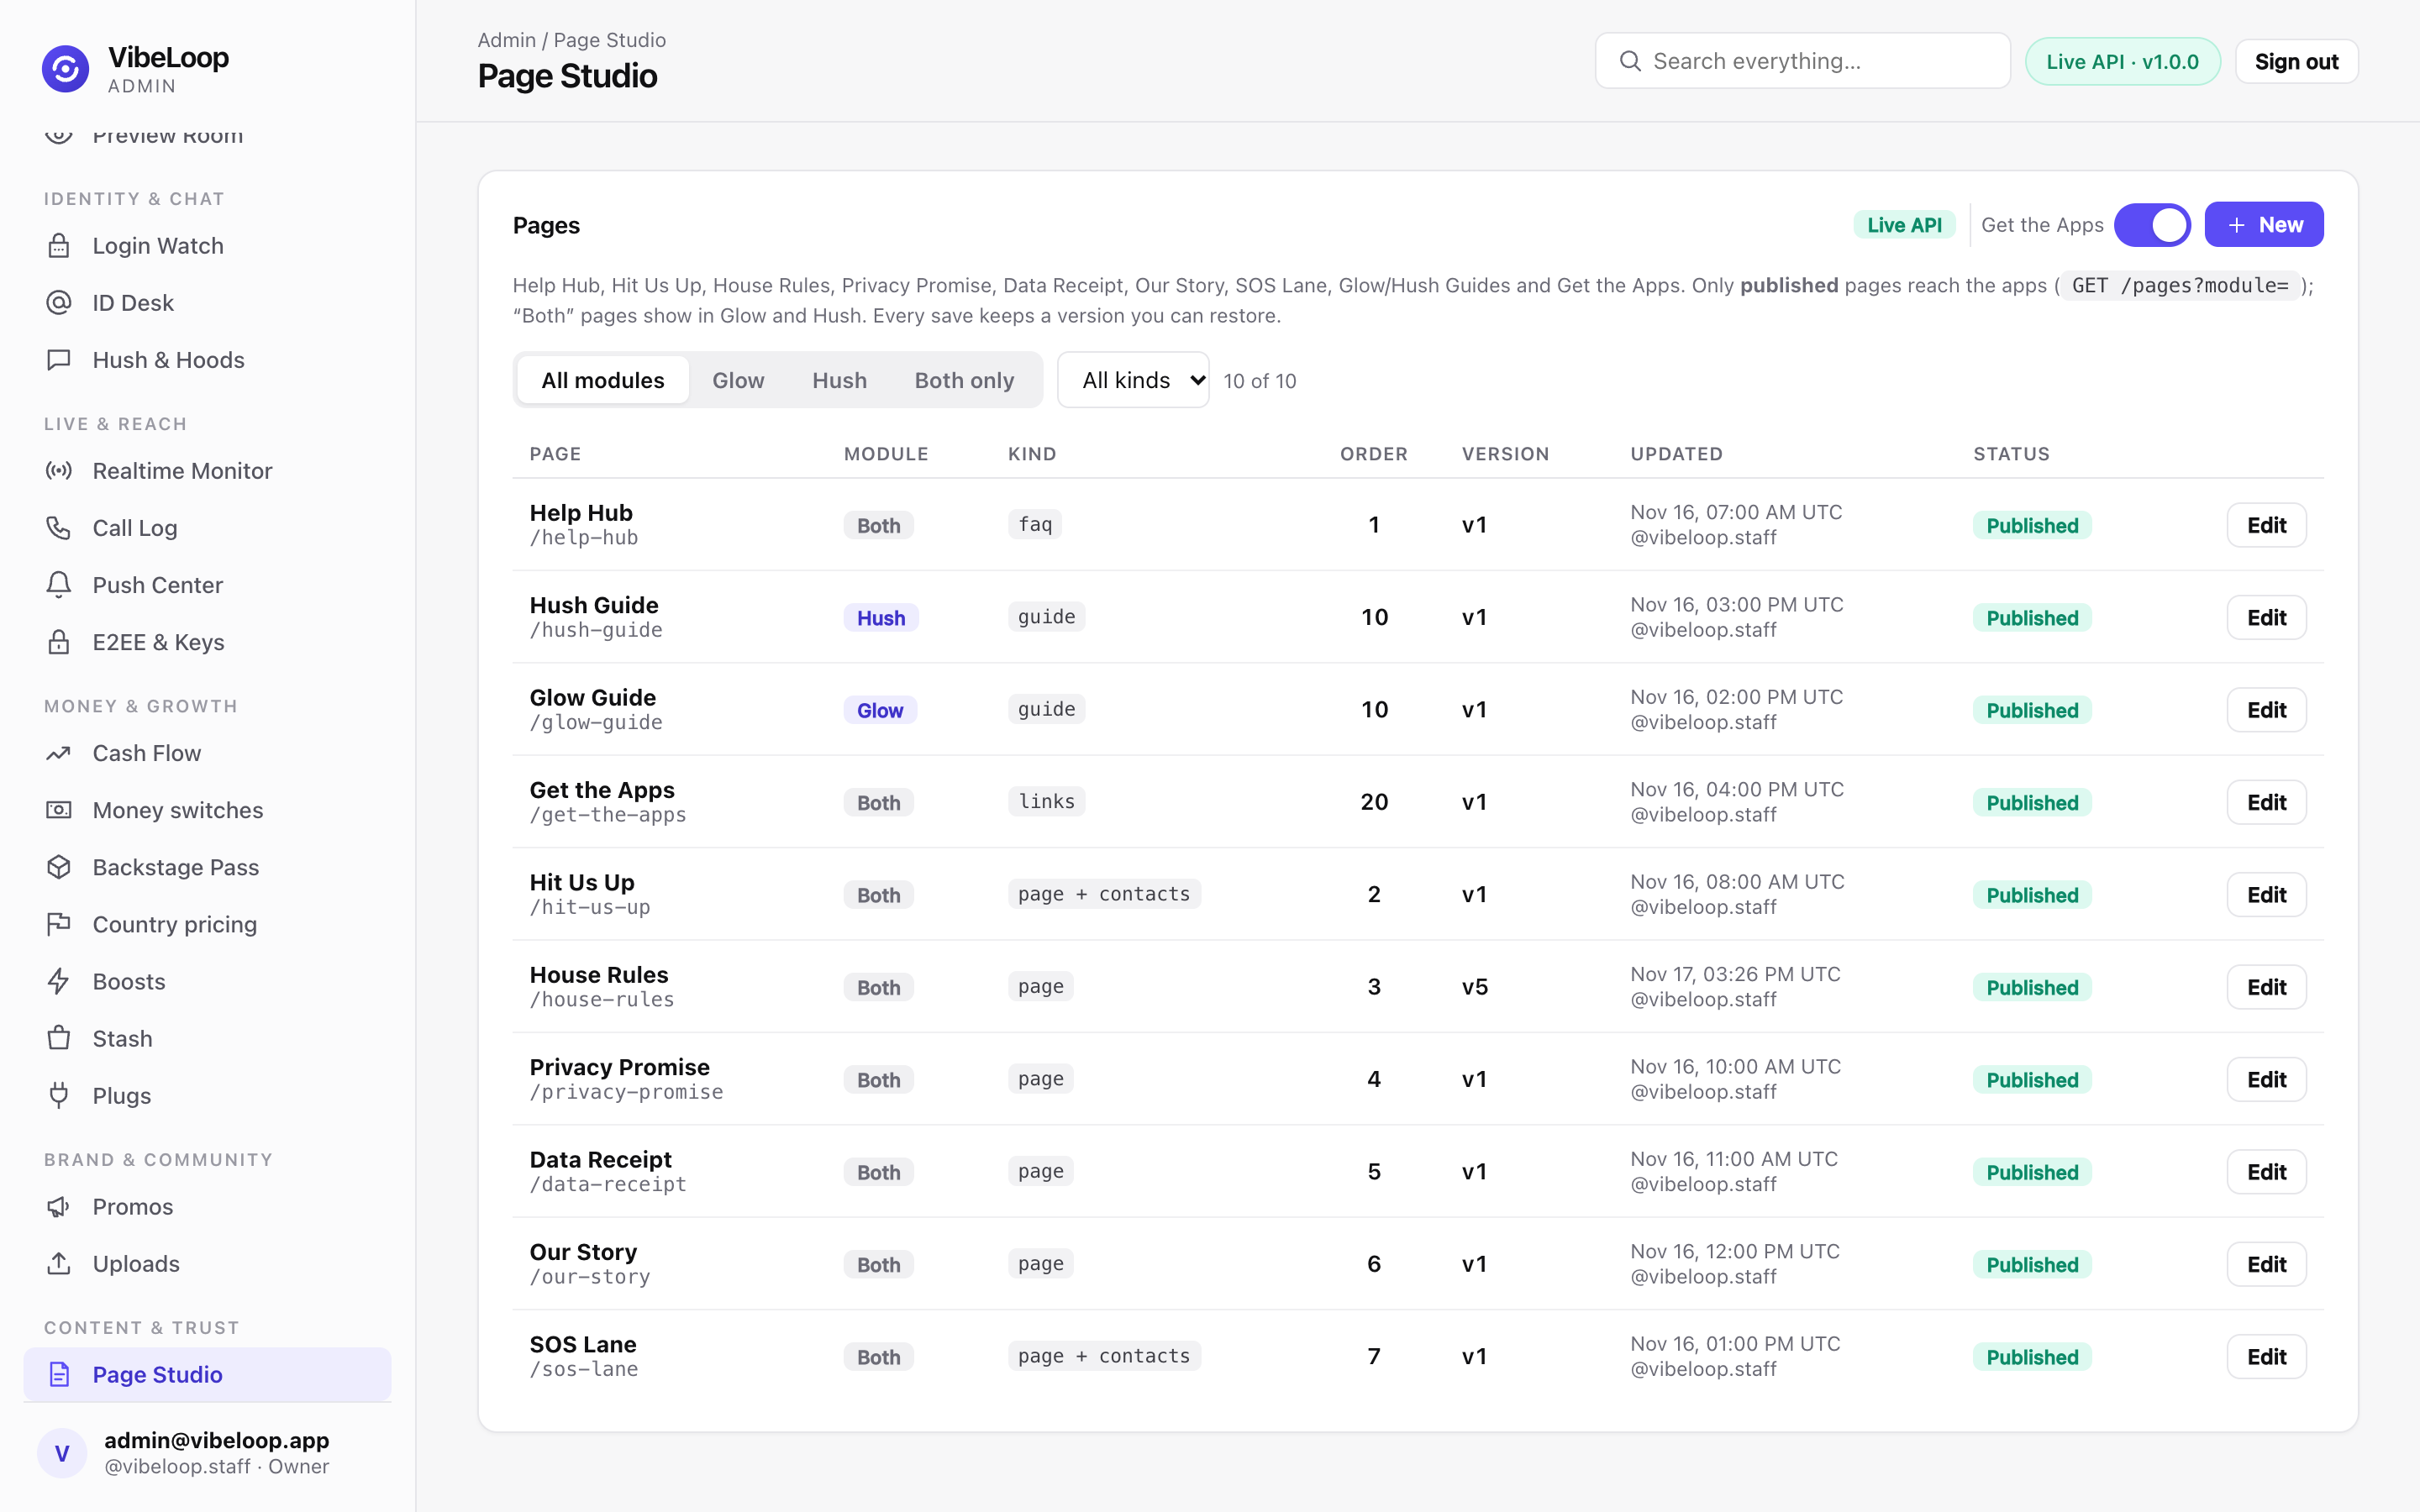 VibeLoop
ADMIN
Preview Room
IDENTITY & CHAT
Login Watch
ID Desk
Hush & Hoods
LIVE & REACH
Realtime Monitor
Call Log
Push Center
E2EE & Keys
MONEY & GROWTH
Cash Flow
Money switches
Backstage Pass
Country pricing
Boosts
Stash
Plugs
BRAND & COMMUNITY
Promos
Uploads
CONTENT & TRUST
Page Studio
V
admin@vibeloop.app
@vibeloop.staff · Owner
Admin / Page Studio
Page Studio
Search everything...
Live API · v1.0.0
Sign out
Pages
Live API
Get the Apps
+ New
Help Hub, Hit Us Up, House Rules, Privacy Promise, Data Receipt, Our Story, SOS Lane, Glow/Hush Guides and Get the Apps. Only published pages reach the apps ( GET /pages?module= );
“Both” pages show in Glow and Hush. Every save keeps a version you can restore.
All modules Glow Hush Both only All kinds 10 of 10
PAGE MODULE KIND ORDER VERSION UPDATED STATUS
Help Hub Both faq 1 v1 Nov 16, 07:00 AM UTC Published Edit
/help-hub @vibeloop.staff
Hush Guide Hush guide 10 v1 Nov 16, 03:00 PM UTC Published Edit
/hush-guide @vibeloop.staff
Glow Guide Glow guide 10 v1 Nov 16, 02:00 PM UTC Published Edit
/glow-guide @vibeloop.staff
Get the Apps Both links 20 v1 Nov 16, 04:00 PM UTC Published Edit
/get-the-apps @vibeloop.staff
Hit Us Up Both page + contacts 2 v1 Nov 16, 08:00 AM UTC Published Edit
/hit-us-up @vibeloop.staff
House Rules Both page 3 v5 Nov 17, 03:26 PM UTC Published Edit
/house-rules @vibeloop.staff
Privacy Promise Both page 4 v1 Nov 16, 10:00 AM UTC Published Edit
/privacy-promise @vibeloop.staff
Data Receipt Both page 5 v1 Nov 16, 11:00 AM UTC Published Edit
/data-receipt @vibeloop.staff
Our Story Both page 6 v1 Nov 16, 12:00 PM UTC Published Edit
/our-story @vibeloop.staff
SOS Lane Both page + contacts 7 v1 Nov 16, 01:00 PM UTC Published Edit
/sos-lane @vibeloop.staff